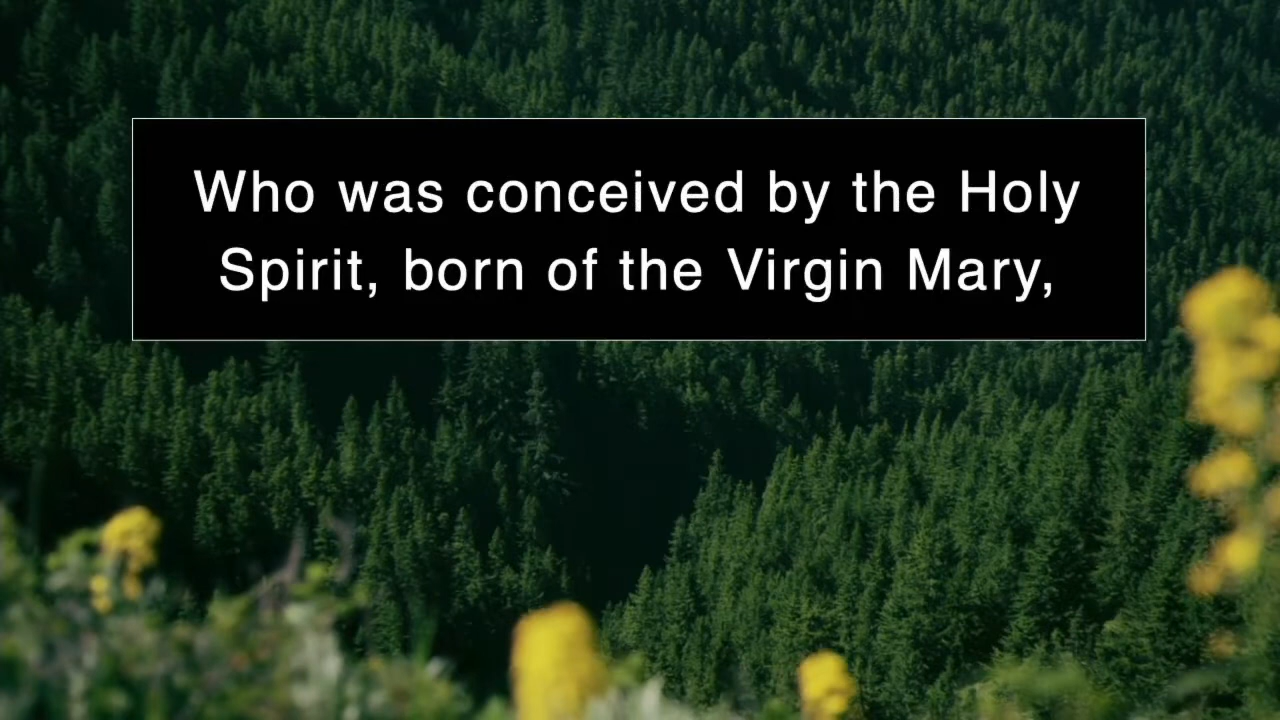 Who was conceived by the Holy
Spirit, born of the Virgin Mary,